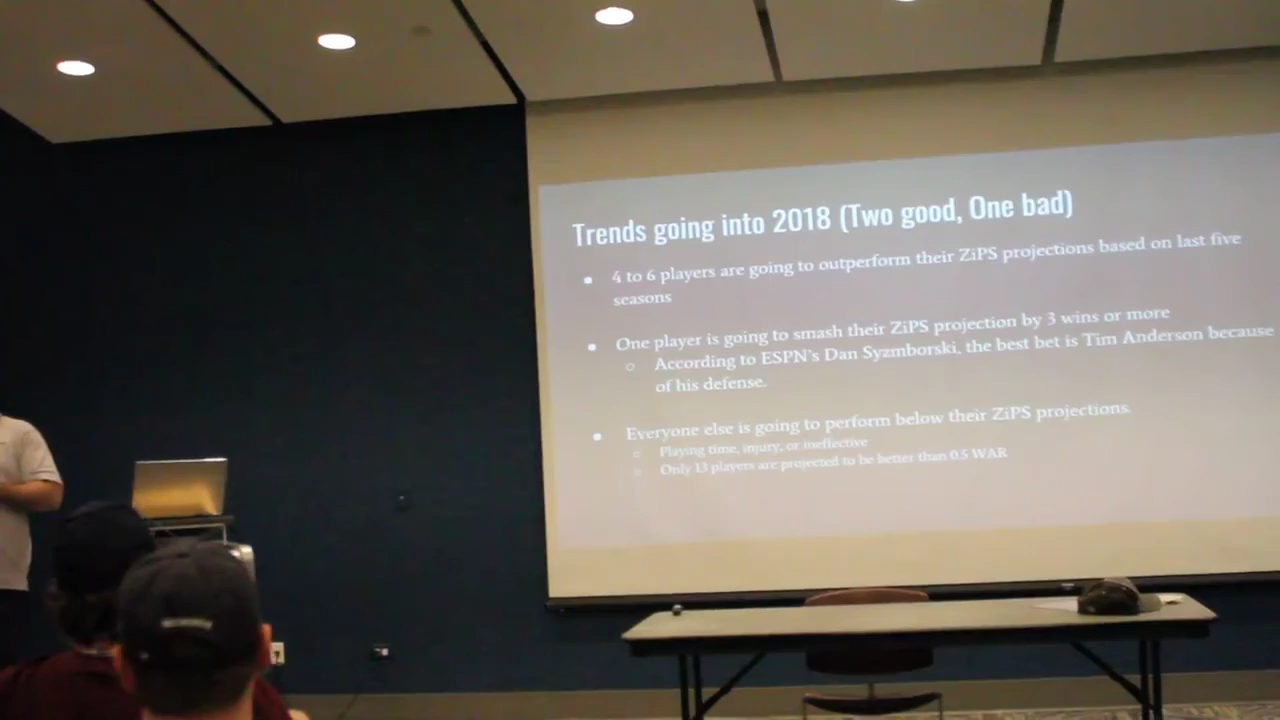 Trends going into 2018 (Two good, One bad)
● 4 to 6 players are going to outperform their ZiPS projections based on last five
seasons
● One player is going to smash their ZiPS projection by 3 wins or more
○ According to ESPN's Dan Syzmborski, the best bet is Tim Anderson because
of his defense.
● Everyone else is going to perform below their ZiPS projections.
○ Playing time, injury, or ineffective
○ Only 13 players are projected to be better than 0.5 WAR